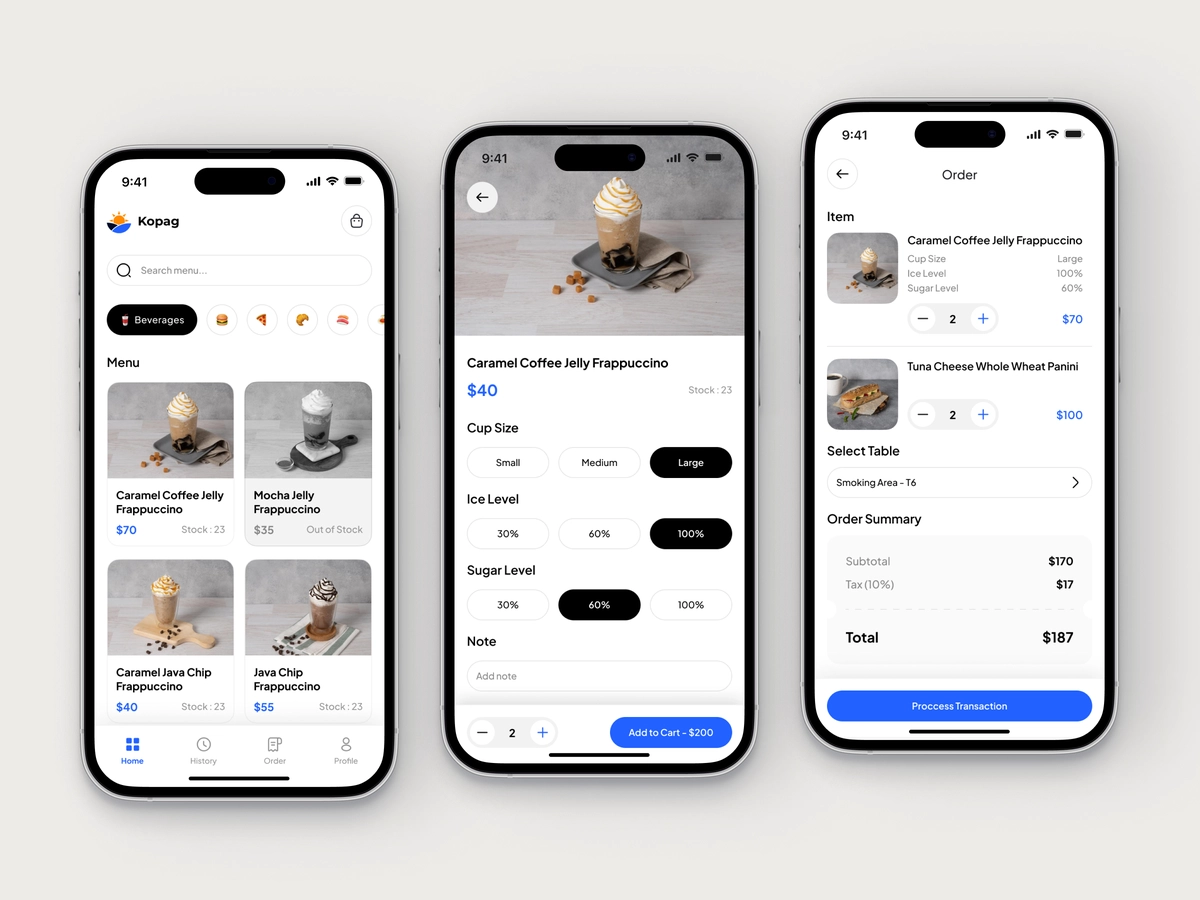 9:41
Kopag
Search menu...
Beverages
Menu
Caramel Coffee Jelly
Frappuccino
$70
Stock : 23
Mocha Jelly
Frappuccino
$35
Out of Stock
Caramel Java Chip
Frappuccino
$40
Stock : 23
Java Chip
Frappuccino
$55
Stock : 23
Home
History
Order
Profile
9:41
Caramel Coffee Jelly Frappuccino
$40
Stock : 23
Cup Size
Small
Medium
Large
Ice Level
30%
60%
100%
Sugar Level
30%
60%
100%
Note
Add note
2
Add to Cart - $200
9:41
Order
Item
Caramel Coffee Jelly Frappuccino
Cup Size Large
Ice Level 100%
Sugar Level 60%
2
$70
Tuna Cheese Whole Wheat Panini
2
$100
Select Table
Smoking Area - T6
Order Summary
Subtotal $170
Tax (10%) $17
Total $187
Proccess Transaction